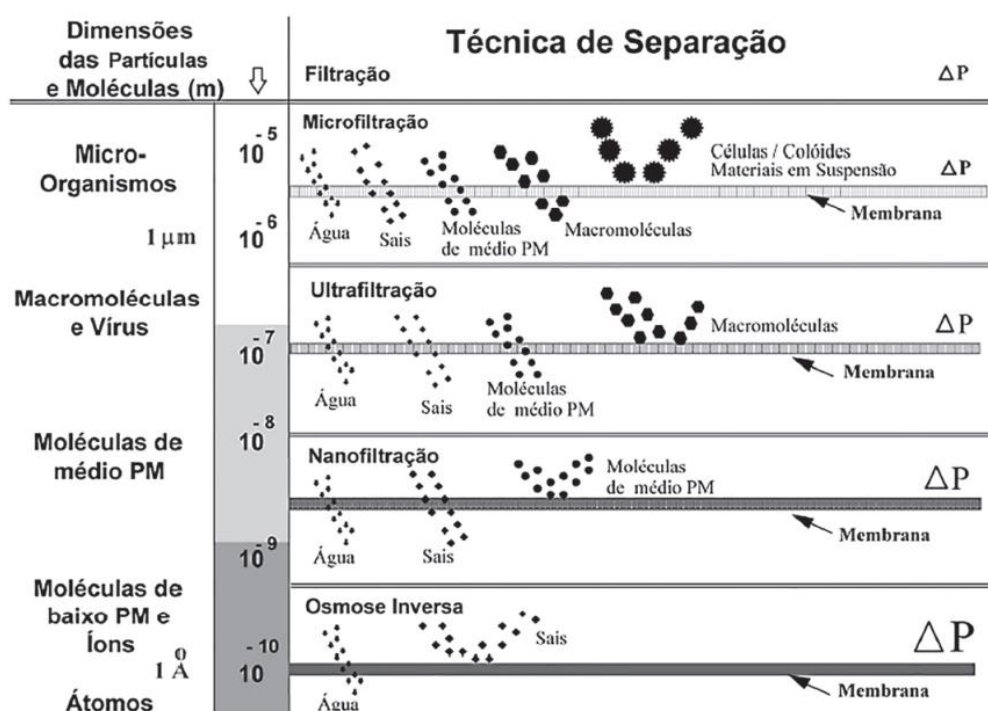 Dimensões
das Partículas
e Moléculas (m)
Técnica de Separação
Filtração
ΔP
Micro-
Organismos
1 μm
10⁻⁵
10⁻⁶
Microfiltração
Células / Colóides
Materiais em Suspensão
ΔP
Membrana
Água
Sais
Moléculas
de médio PM
Macromoléculas
Macromoléculas
e Vírus
10⁻⁷
Ultrafiltração
Macromoléculas
ΔP
Membrana
Água
Sais
Moléculas
de médio PM
Moléculas de
médio PM
10⁻⁸
10⁻⁹
Nanofiltração
Moléculas
de médio PM
ΔP
Membrana
Água
Sais
Moléculas de
baixo PM e
Íons
1 Å
Átomos
10⁻¹⁰
Osmose Inversa
Sais
ΔP
Membrana
Água